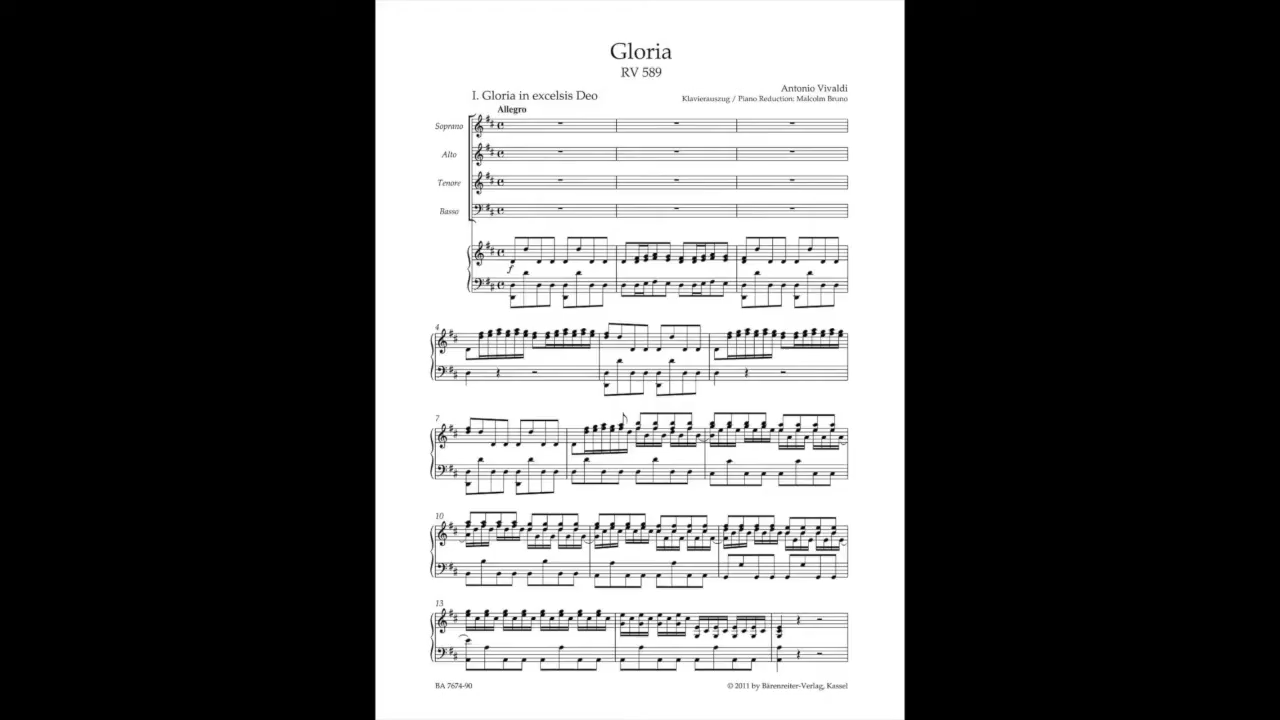 Gloria
RV 589
Antonio Vivaldi
I. Gloria in excelsis Deo
Klavierauszug / Piano Reduction: Malcolm Bruno
Allegro
Soprano
Alto
Tenore
Basso
f
4
7
10
13
BA 7674-90
© 2011 by Bärenreiter-Verlag, Kassel